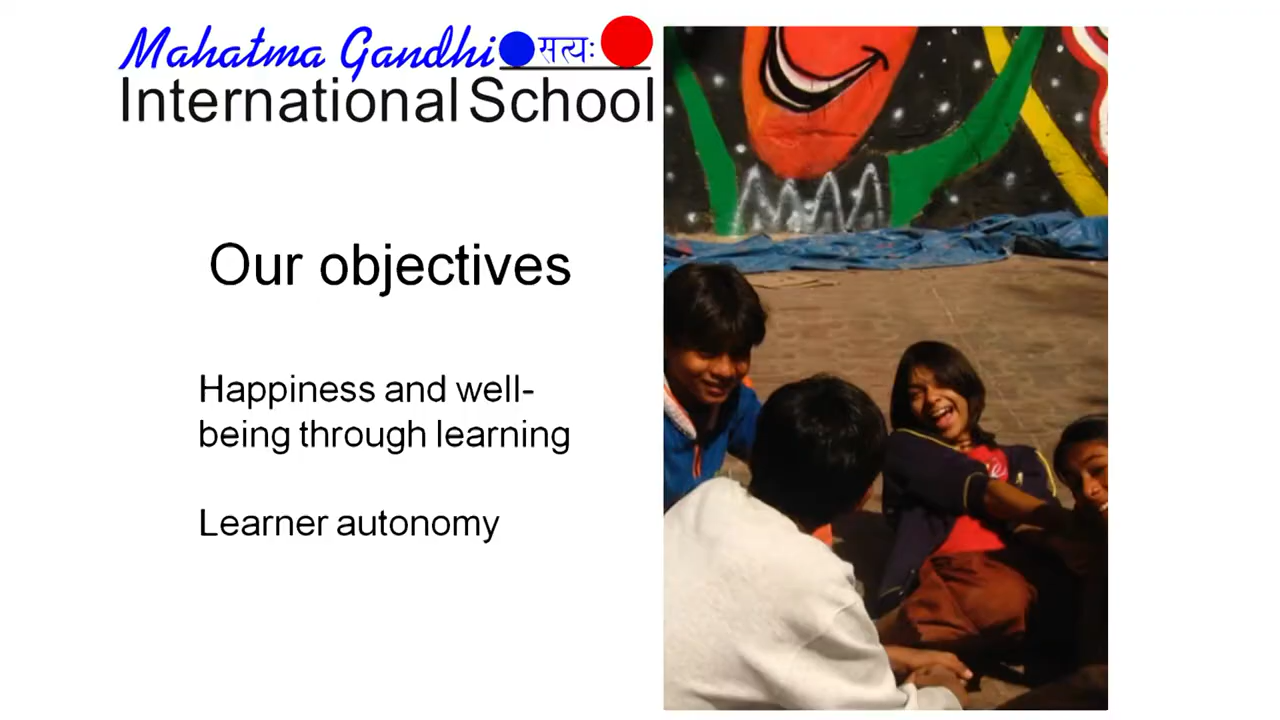 Mahatma Gandhi सत्यः
International School
Our objectives
Happiness and well-
being through learning
Learner autonomy